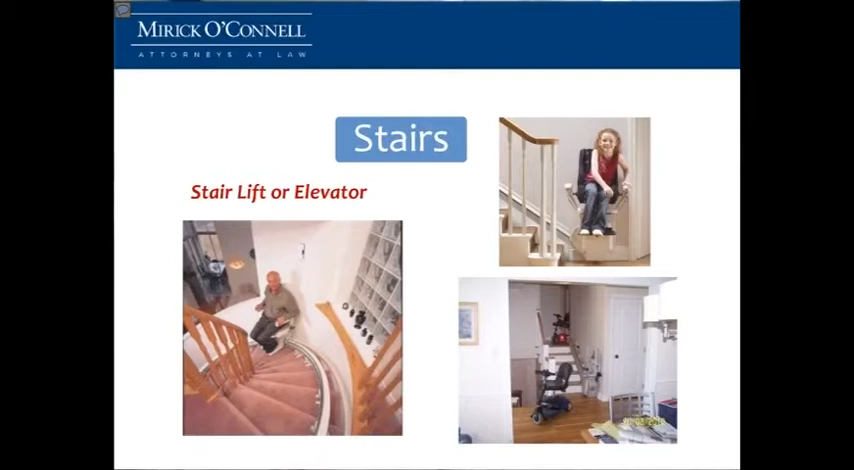 MIRICK O'CONNELL
ATTORNEYS AT LAW
Stairs
Stair Lift or Elevator